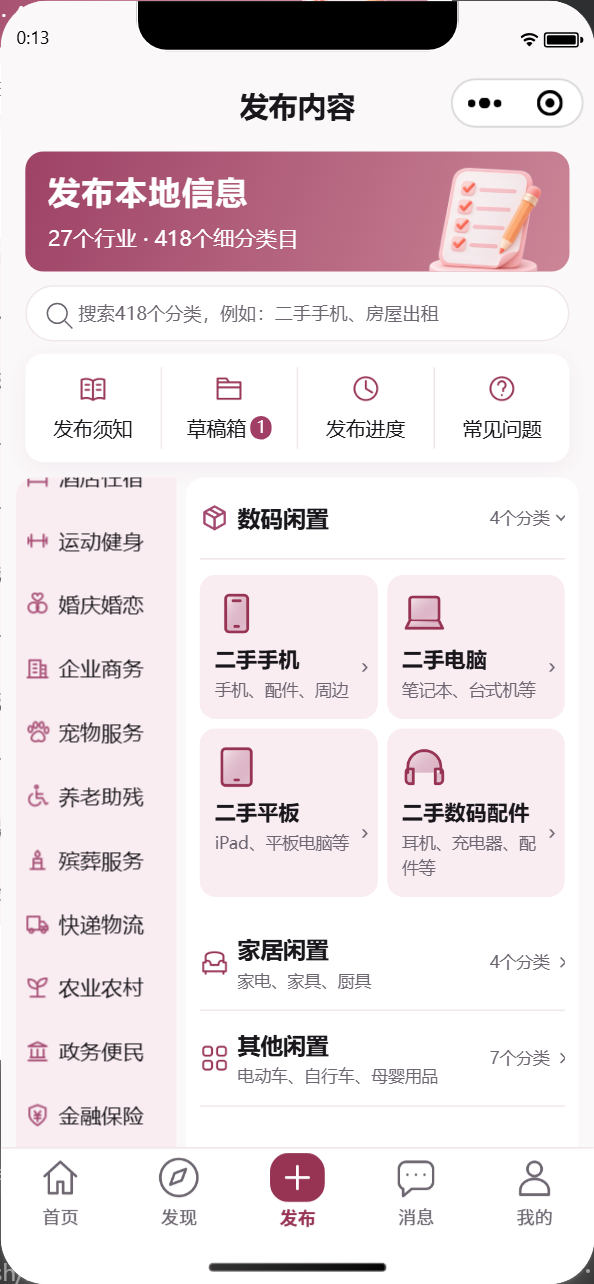 0:13
发布内容
发布本地信息
27个行业 · 418个细分类目
搜索418个分类，例如：二手手机、房屋出租
发布须知
草稿箱 1
发布进度
常见问题
酒店住宿
运动健身
婚庆婚恋
企业商务
宠物服务
养老助残
殡葬服务
快递物流
农业农村
政务便民
金融保险
数码闲置
4个分类
二手手机
手机、配件、周边
二手电脑
笔记本、台式机等
二手平板
iPad、平板电脑等
二手数码配件
耳机、充电器、配
件等
家居闲置
家电、家具、厨具
4个分类
其他闲置
电动车、自行车、母婴用品
7个分类
首页
发现
发布
消息
我的